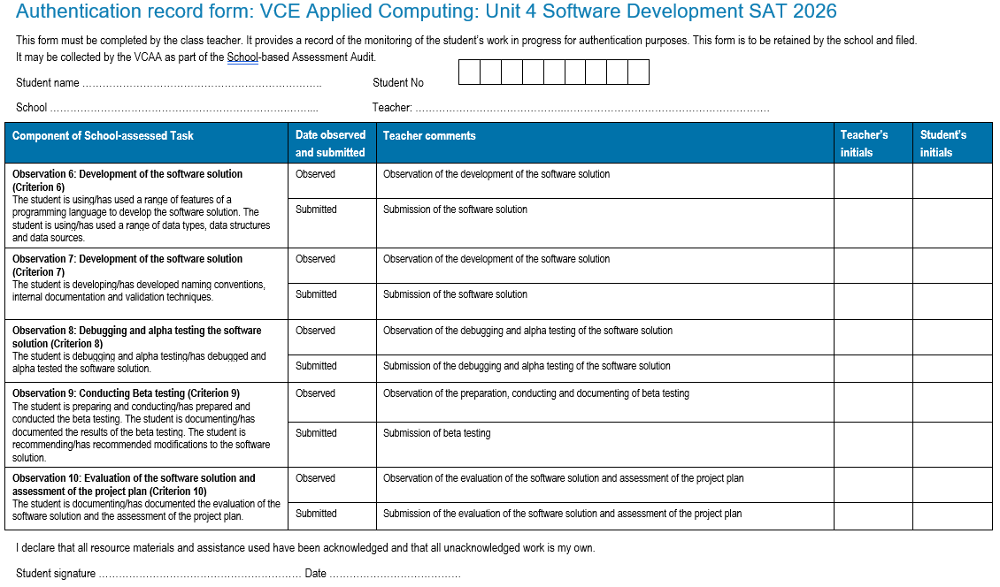 Authentication record form: VCE Applied Computing: Unit 4 Software Development SAT 2026
This form must be completed by the class teacher. It provides a record of the monitoring of the student's work in progress for authentication purposes. This form is to be retained by the school and filed.
It may be collected by the VCAA as part of the School-based Assessment Audit.
Student name ……………………………………………………………….. Student No
School …………………………………………………………………….... Teacher: ……………………………………..……………………………………………………….
Component of School-assessed Task
Date observed
and submitted
Teacher comments
Teacher's
initials
Student's
initials
Observation 6: Development of the software solution
(Criterion 6)
The student is using/has used a range of features of a
programming language to develop the software solution. The
student is using/has used a range of data types, data structures
and data sources.
Observed
Observation of the development of the software solution
Submitted
Submission of the software solution
Observation 7: Development of the software solution
(Criterion 7)
The student is developing/has developed naming conventions,
internal documentation and validation techniques.
Observed
Observation of the development of the software solution
Submitted
Submission of the software solution
Observation 8: Debugging and alpha testing the software
solution (Criterion 8)
The student is debugging and alpha testing/has debugged and
alpha tested the software solution.
Observed
Observation of the debugging and alpha testing of the software solution
Submitted
Submission of the debugging and alpha testing of the software solution
Observation 9: Conducting Beta testing (Criterion 9)
The student is preparing and conducting/has prepared and
conducted the beta testing. The student is documenting/has
documented the results of the beta testing. The student is
recommending/has recommended modifications to the software
solution.
Observed
Observation of the preparation, conducting and documenting of beta testing
Submitted
Submission of beta testing
Observation 10: Evaluation of the software solution and
assessment of the project plan (Criterion 10)
The student is documenting/has documented the evaluation of the
software solution and the assessment of the project plan.
Observed
Observation of the evaluation of the software solution and assessment of the project plan
Submitted
Submission of the evaluation of the software solution and assessment of the project plan
I declare that all resource materials and assistance used have been acknowledged and that all unacknowledged work is my own.
Student signature …………………………………………………… Date …………………………………